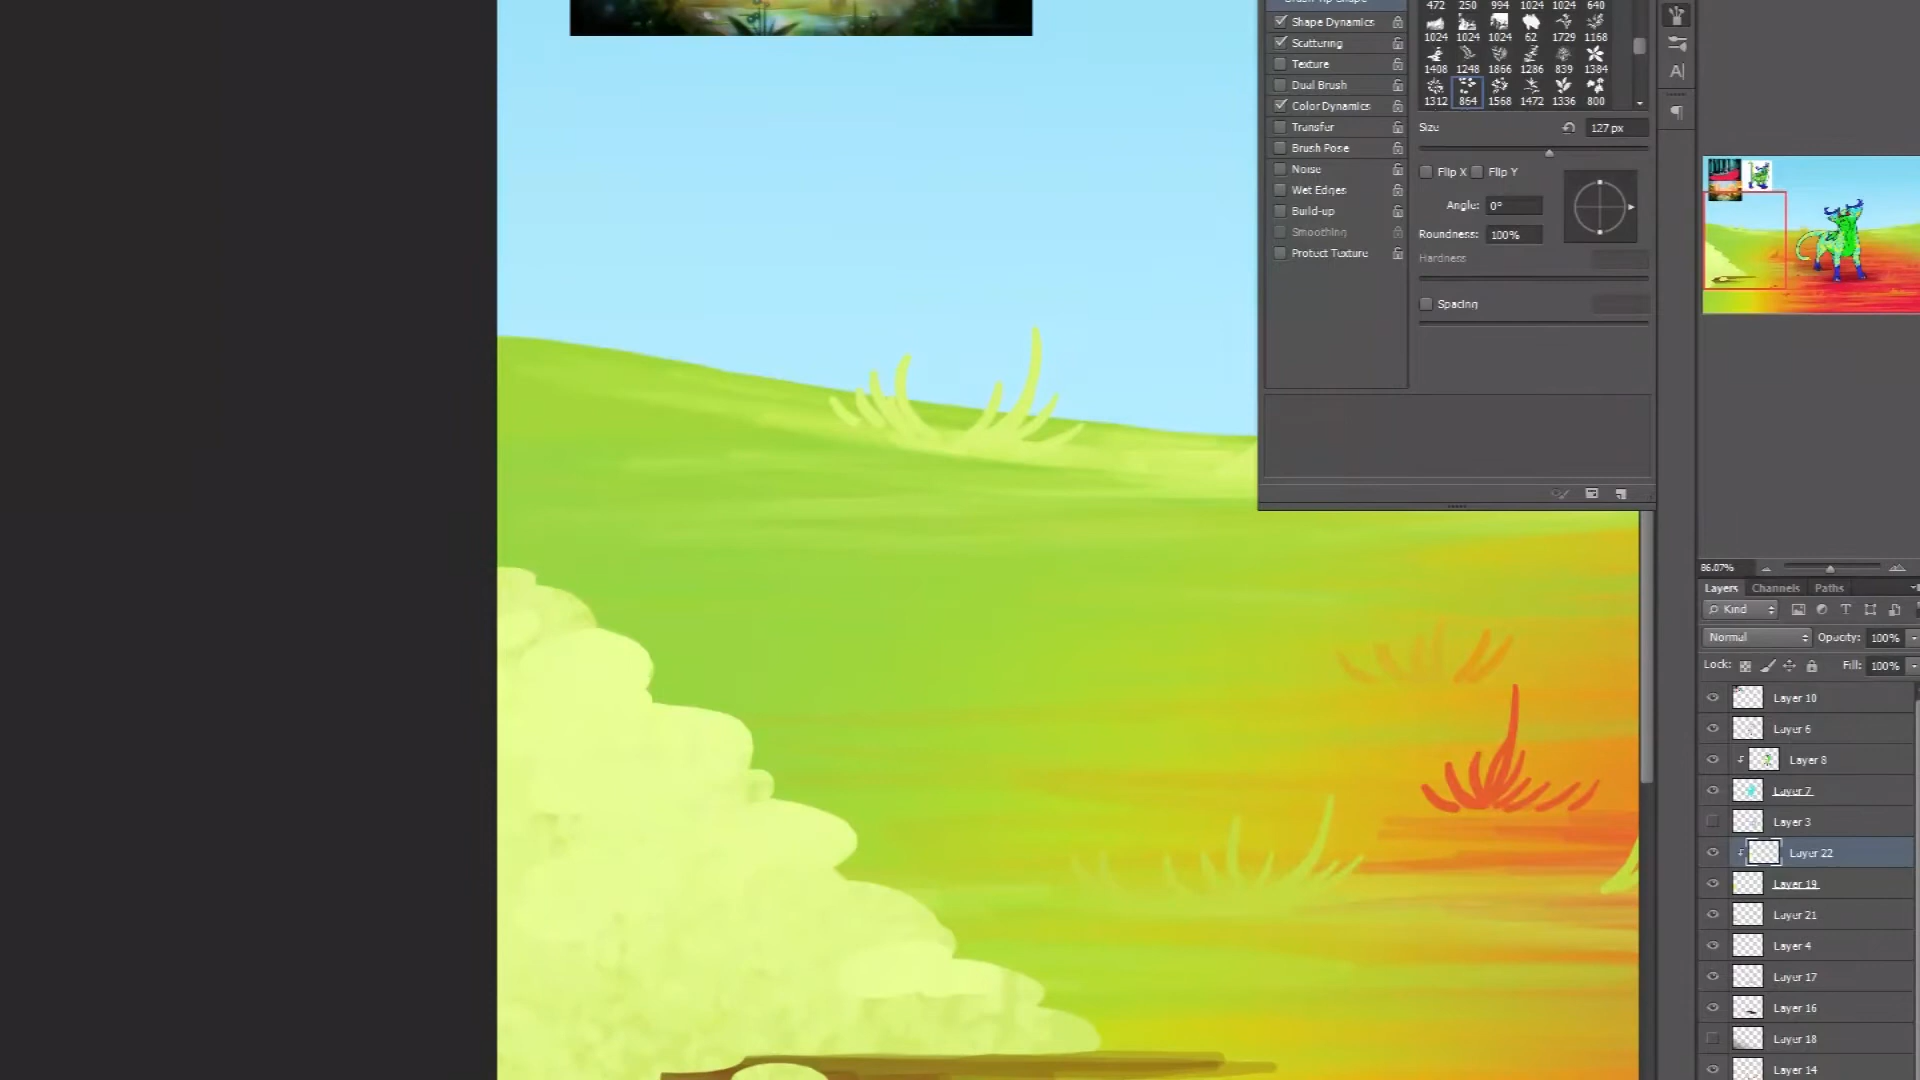 472 250 994 1024 1024 640
Shape Dynamics
1024 1024 1024 62 1729 1168
Scattering
Texture
1408 1248 1866 1286 839 1384
Dual Brush
1312 864 1568 1472 1336 800
Color Dynamics
Transfer
Size 127 px
Brush Pose
Noise
Flip X Flip Y
Wet Edges
Angle: 0°
Build-up
Smoothing
Roundness: 100%
Protect Texture
Hardness
Spacing
86.07%
Layers Channels Paths
Kind
Normal Opacity: 100%
Lock: Fill: 100%
Layer 10
Layer 6
Layer 8
Layer 7
Layer 3
Layer 22
Layer 19
Layer 21
Layer 4
Layer 17
Layer 16
Layer 18
Layer 14